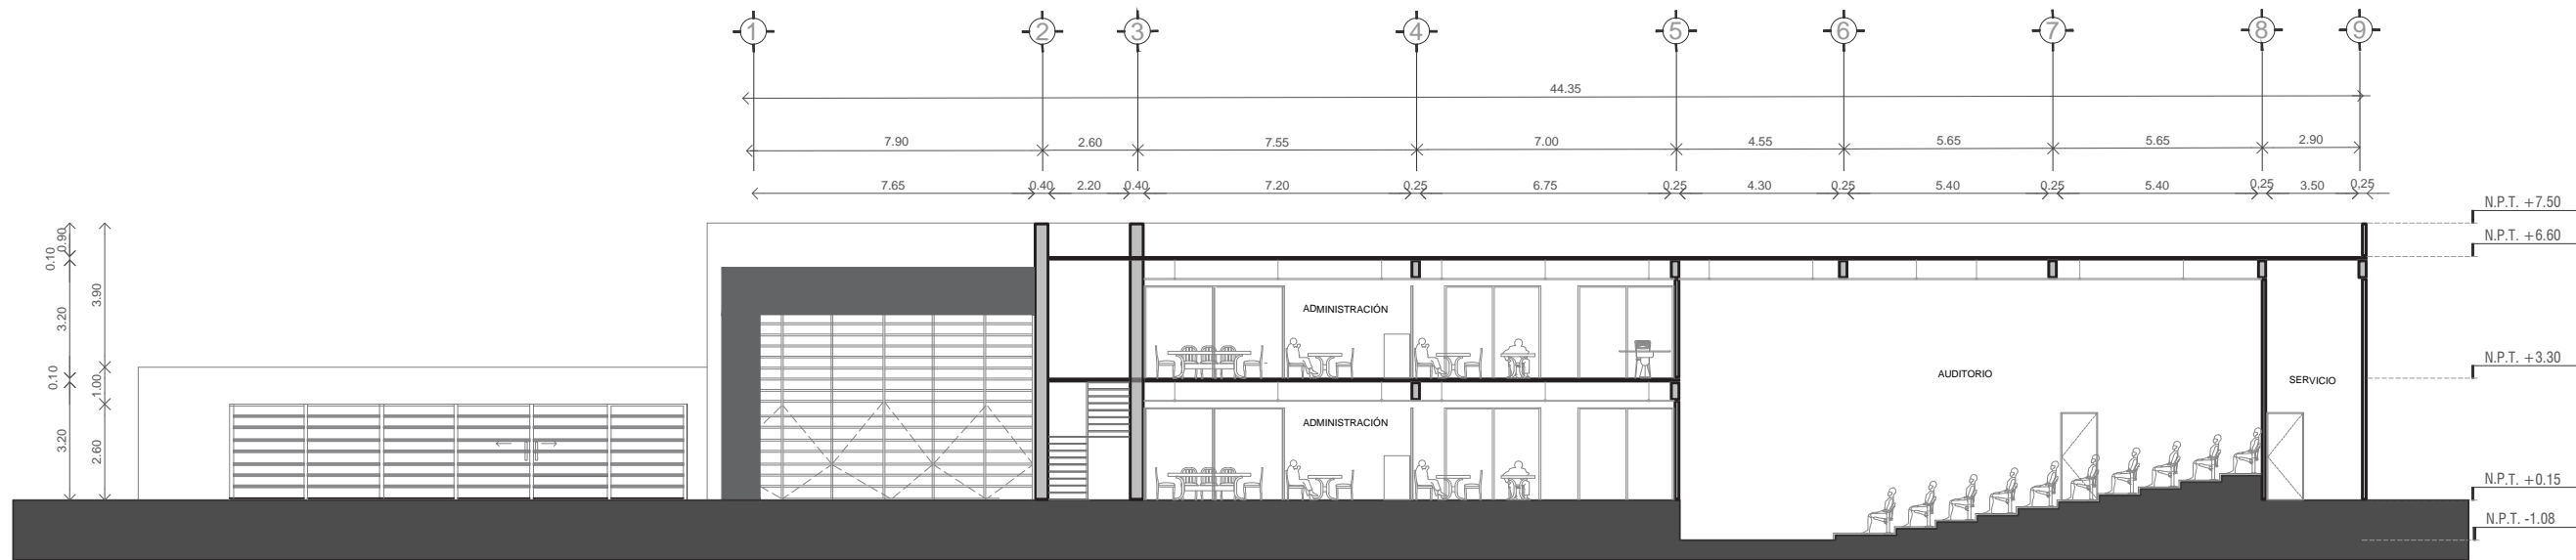 1 2 3 4 5 6 7 8 9
44.35
7.90 2.60 7.55 7.00 4.55 5.65 5.65 2.90
7.65 0.40 2.20 0.40 7.20 0.25 6.75 0.25 4.30 0.25 5.40 0.25 5.40 0.25 3.50 0.25
N.P.T. +7.50
N.P.T. +6.60
N.P.T. +3.30
N.P.T. +0.15
N.P.T. -1.08
0.90
0.10
3.20
0.10
3.20
3.90
1.00
2.60
ADMINISTRACIÓN
ADMINISTRACIÓN
AUDITORIO
SERVICIO